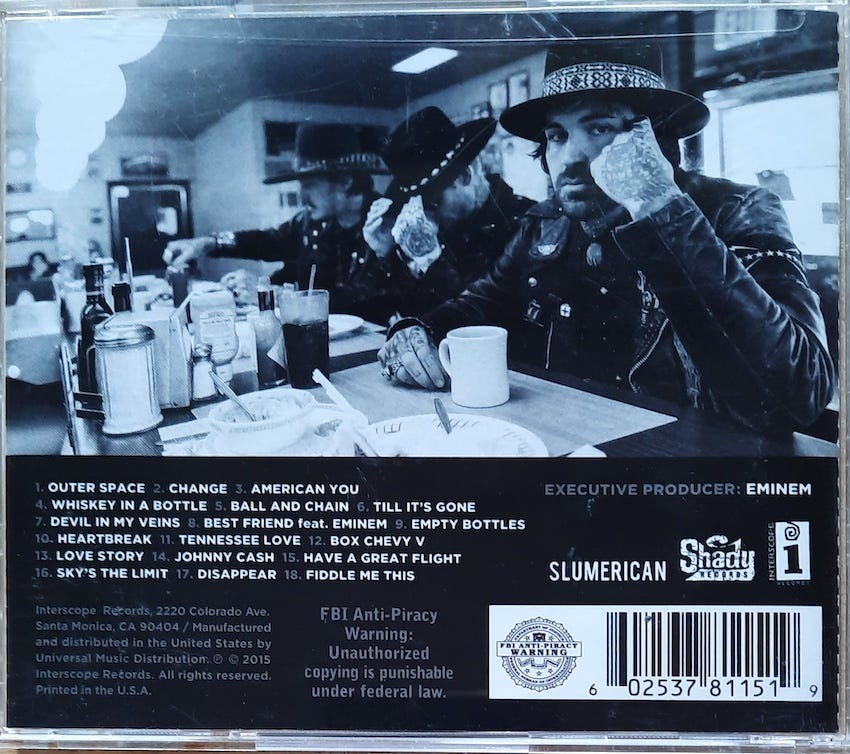 1. OUTER SPACE 2. CHANGE 3. AMERICAN YOU
4. WHISKEY IN A BOTTLE 5. BALL AND CHAIN 6. TILL IT'S GONE
7. DEVIL IN MY VEINS 8. BEST FRIEND feat. EMINEM 9. EMPTY BOTTLES
10. HEARTBREAK 11. TENNESSEE LOVE 12. BOX CHEVY V
13. LOVE STORY 14. JOHNNY CASH 15. HAVE A GREAT FLIGHT
16. SKY'S THE LIMIT 17. DISAPPEAR 18. FIDDLE ME THIS
EXECUTIVE PRODUCER: EMINEM
SLUMERICAN
Shady
RECORDS
INTERSCOPE
RECORDS
i
Interscope Records, 2220 Colorado Ave.
Santa Monica, CA 90404 / Manufactured
and distributed in the United States by
Universal Music Distribution. ℗ © 2015
Interscope Records. All rights reserved.
Printed in the U.S.A.
FBI Anti-Piracy
Warning:
Unauthorized
copying is punishable
under federal law.
FBI ANTI-PIRACY
WARNING
6 02537 81151 9